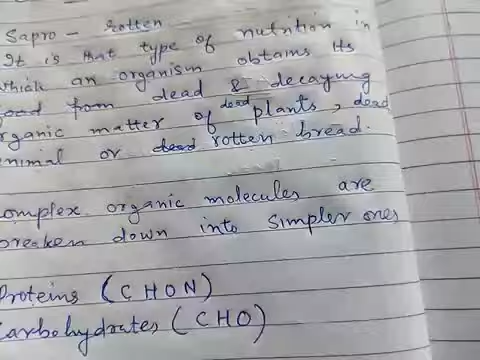 Sapro - rotten
It is that type of nutrition in
which an organism obtains its
food from dead & decaying
organic matter of dead plants, dead
animal or dead rotten bread.
complex organic molecules are
breaken down into simpler ones
Proteins (CHON)
Carbohydrates (CHO)